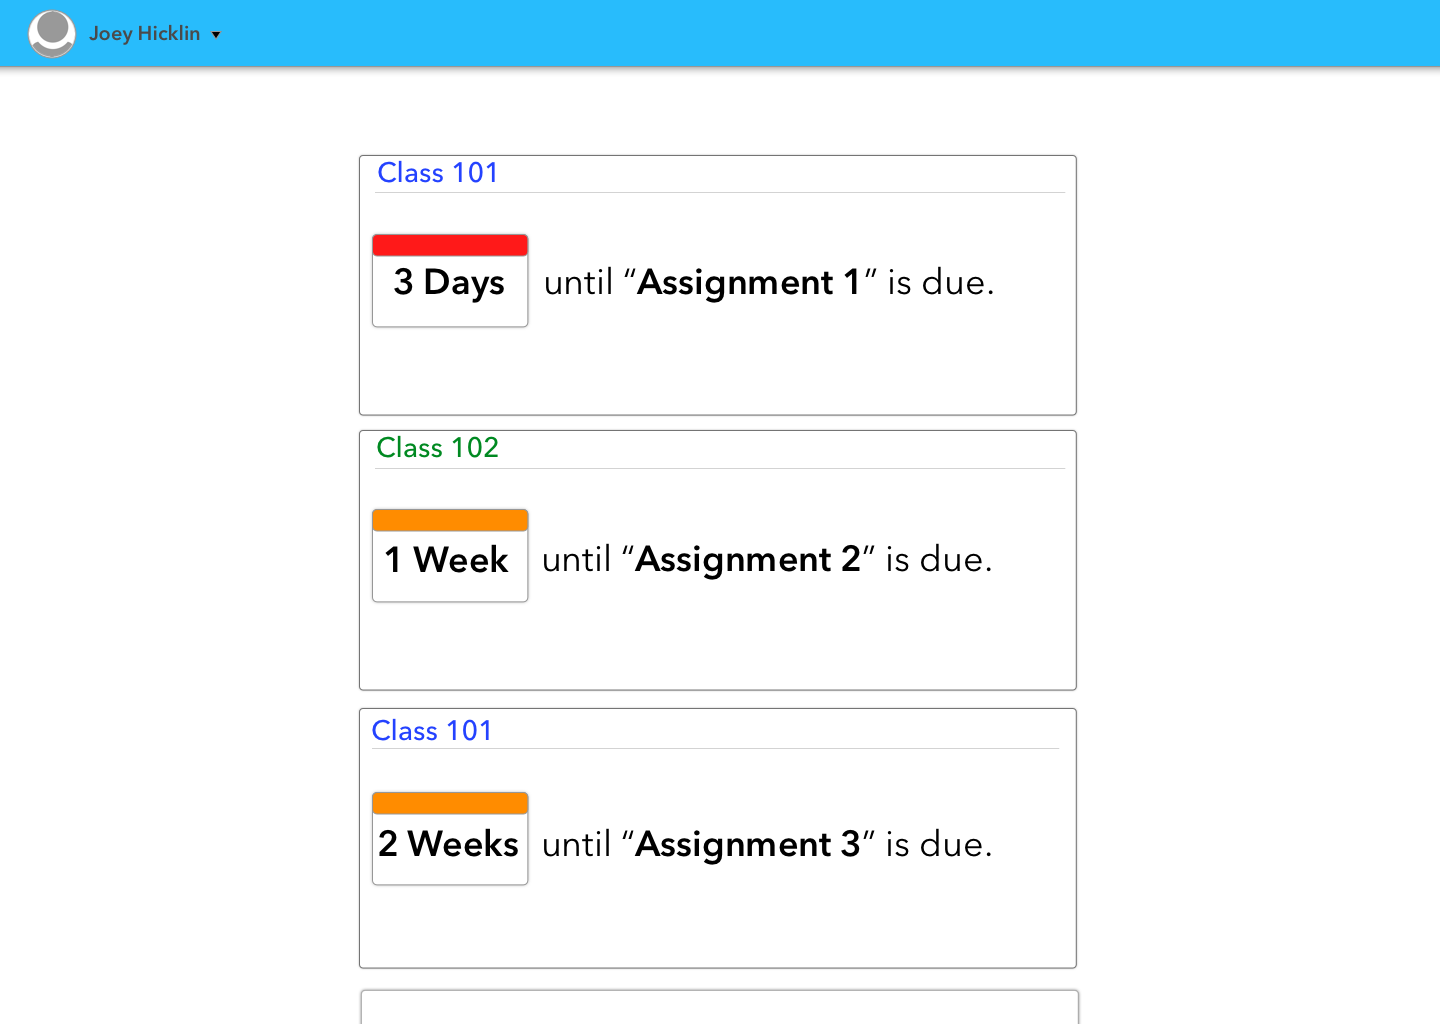 Joey Hicklin
Class 101
3 Days until “Assignment 1” is due.
Class 102
1 Week until “Assignment 2” is due.
Class 101
2 Weeks until “Assignment 3” is due.